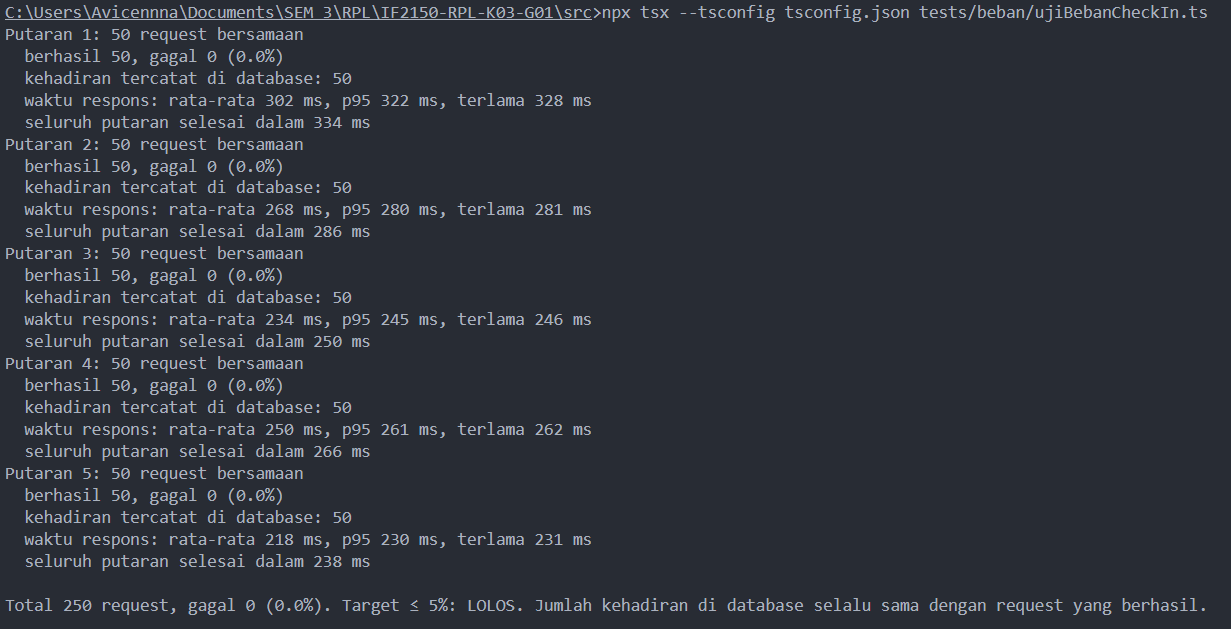 C:\Users\Avicennna\Documents\SEM 3\RPL\IF2150-RPL-K03-G01\src>npx tsx --tsconfig tsconfig.json tests/beban/ujiBebanCheckIn.ts
Putaran 1: 50 request bersamaan
  berhasil 50, gagal 0 (0.0%)
  kehadiran tercatat di database: 50
  waktu respons: rata-rata 302 ms, p95 322 ms, terlama 328 ms
  seluruh putaran selesai dalam 334 ms
Putaran 2: 50 request bersamaan
  berhasil 50, gagal 0 (0.0%)
  kehadiran tercatat di database: 50
  waktu respons: rata-rata 268 ms, p95 280 ms, terlama 281 ms
  seluruh putaran selesai dalam 286 ms
Putaran 3: 50 request bersamaan
  berhasil 50, gagal 0 (0.0%)
  kehadiran tercatat di database: 50
  waktu respons: rata-rata 234 ms, p95 245 ms, terlama 246 ms
  seluruh putaran selesai dalam 250 ms
Putaran 4: 50 request bersamaan
  berhasil 50, gagal 0 (0.0%)
  kehadiran tercatat di database: 50
  waktu respons: rata-rata 250 ms, p95 261 ms, terlama 262 ms
  seluruh putaran selesai dalam 266 ms
Putaran 5: 50 request bersamaan
  berhasil 50, gagal 0 (0.0%)
  kehadiran tercatat di database: 50
  waktu respons: rata-rata 218 ms, p95 230 ms, terlama 231 ms
  seluruh putaran selesai dalam 238 ms

Total 250 request, gagal 0 (0.0%). Target ≤ 5%: LOLOS. Jumlah kehadiran di database selalu sama dengan request yang berhasil.